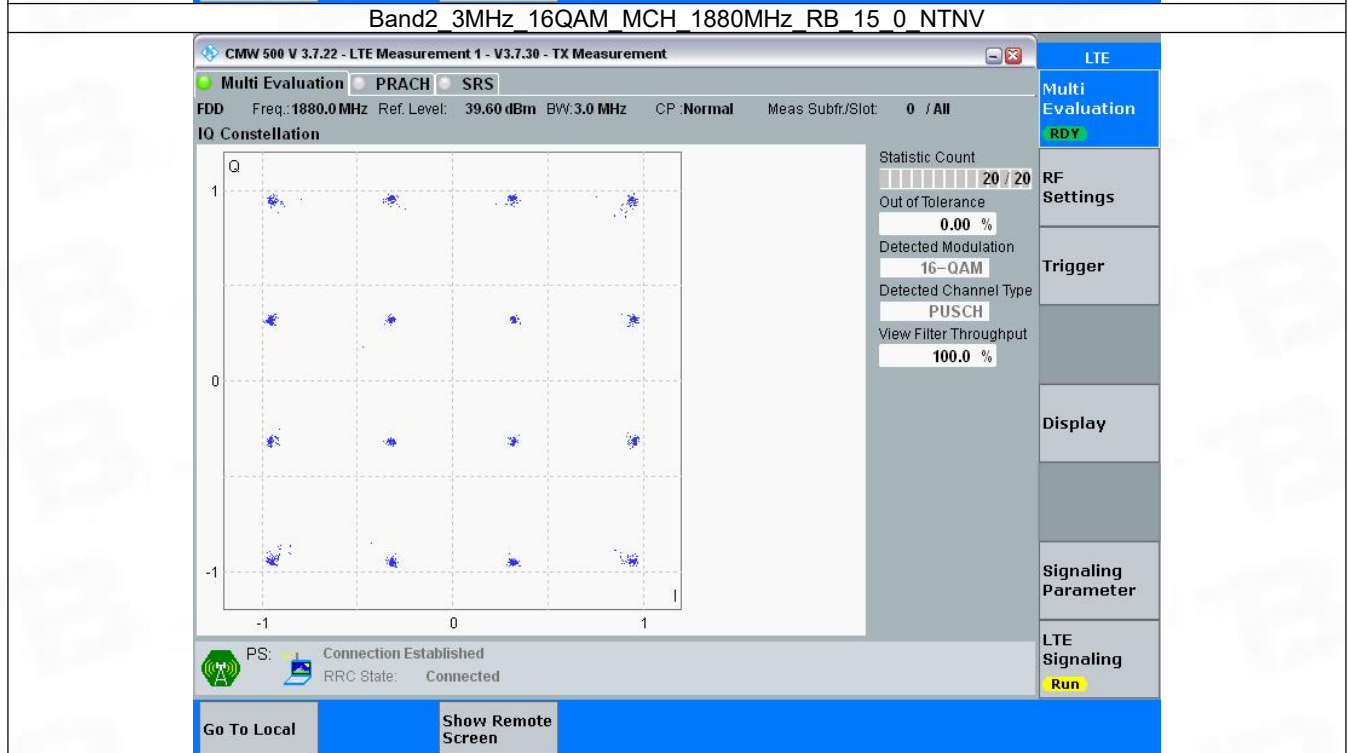 Band2_3MHz_16QAM_MCH_1880MHz_RB_15_0_NTNV
CMW 500 V 3.7.22 - LTE Measurement 1 - V3.7.30 - TX Measurement
LTE
Multi Evaluation PRACH SRS
FDD Freq.: 1880.0 MHz Ref. Level: 39.60 dBm BW: 3.0 MHz CP : Normal Meas Subfr./Slot: 0 / All
IQ Constellation
Q
1
0
-1
I
-1 0 1
Statistic Count
20 / 20
Out of Tolerance
0.00 %
Detected Modulation
16-QAM
Detected Channel Type
PUSCH
View Filter Throughput
100.0 %
Multi
Evaluation
RDY
RF
Settings
Trigger
Display
Signaling
Parameter
LTE
Signaling
Run
PS: Connection Established
RRC State: Connected
Go To Local
Show Remote
Screen